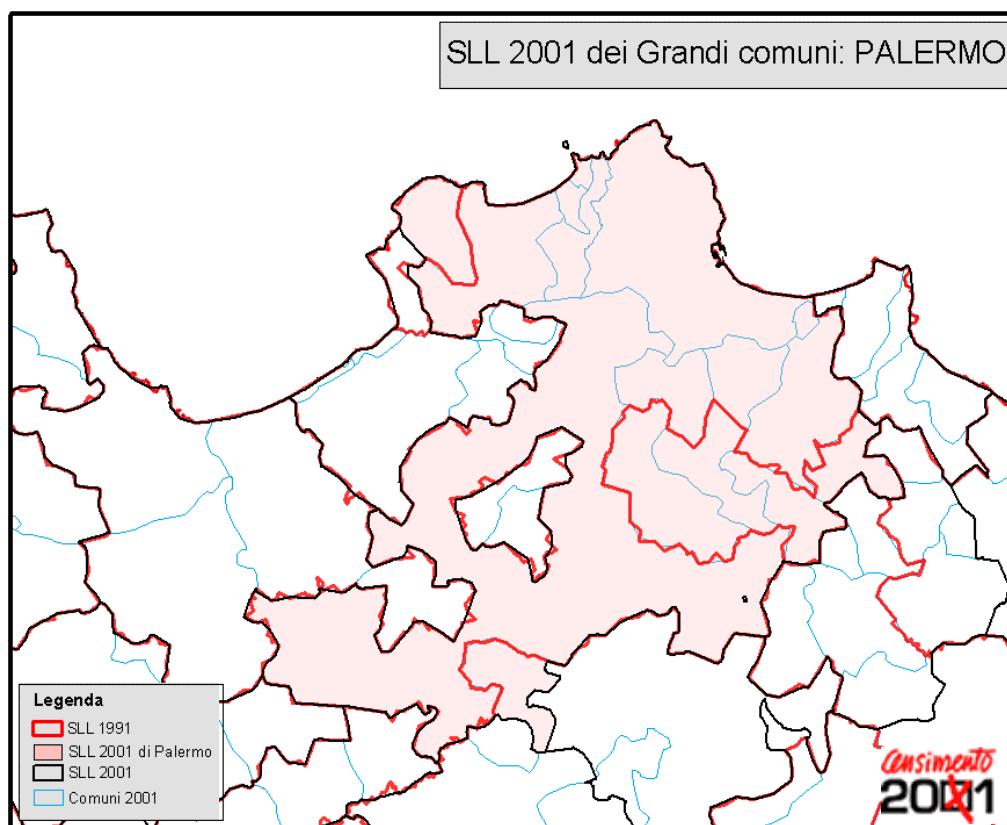 SLL 2001 dei Grandi comuni: PALERMO
Legenda
SLL 1991
SLL 2001 di Palermo
SLL 2001
Comuni 2001
Censimento
2001